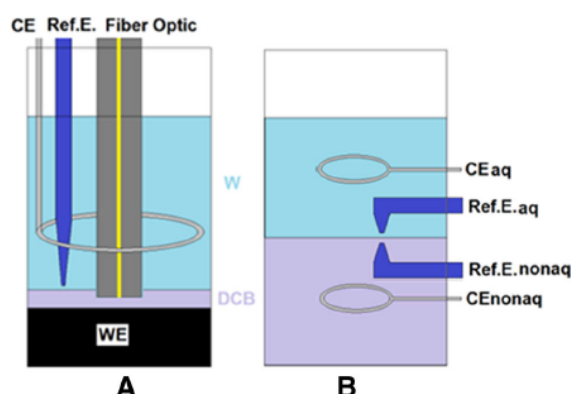 CE Ref.E. Fiber Optic
W
DCB
WE
A
CEaq
Ref.E.aq
Ref.E.nonaq
CEnonaq
B